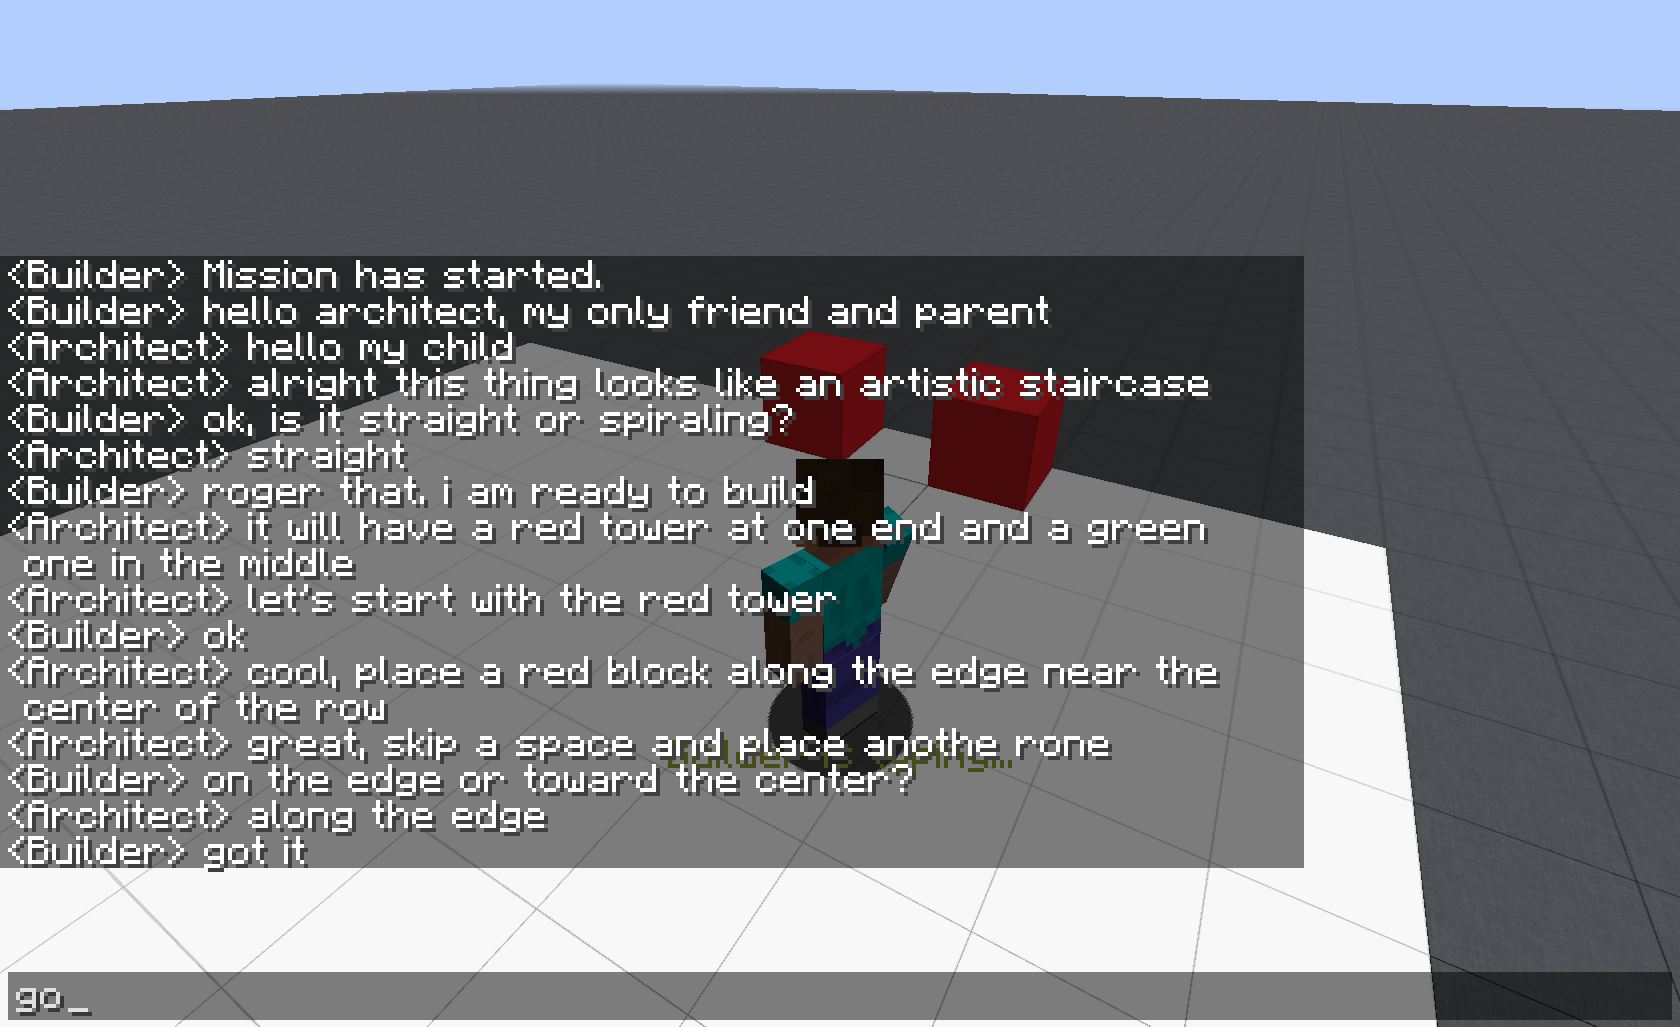 <Builder> Mission has started.
<Builder> hello architect, my only friend and parent
<Architect> hello my child
<Architect> alright this thing looks like an artistic staircase
<Builder> ok, is it straight or spiraling?
<Architect> straight
<Builder> roger that. i am ready to build
<Architect> it will have a red tower at one end and a green
one in the middle
<Architect> let's start with the red tower
<Builder> ok
<Architect> cool, place a red block along the edge near the
center of the row
<Architect> great, skip a space and place anothe rone
Builder is typing...
<Builder> on the edge or toward the center?
<Architect> along the edge
<Builder> got it
go_